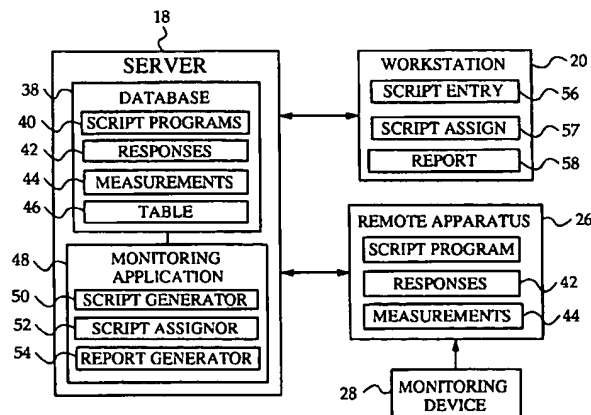 18
SERVER
38
DATABASE
40
SCRIPT PROGRAMS
42
RESPONSES
44
MEASUREMENTS
46
TABLE
48
MONITORING
APPLICATION
50
SCRIPT GENERATOR
52
SCRIPT ASSIGNOR
54
REPORT GENERATOR
WORKSTATION
20
SCRIPT ENTRY
56
SCRIPT ASSIGN
57
REPORT
58
REMOTE APPARATUS
26
SCRIPT PROGRAM
RESPONSES
42
MEASUREMENTS
44
28
MONITORING
DEVICE